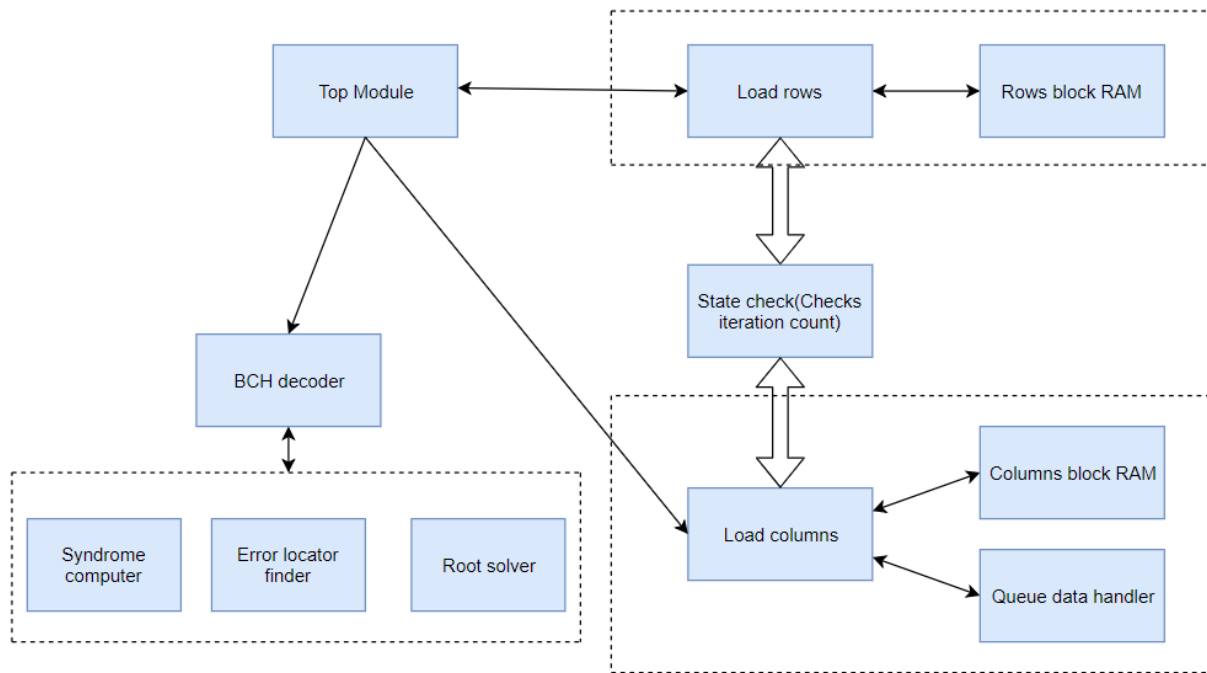 Top Module
Load rows
Rows block RAM
State check(Checks
iteration count)
BCH decoder
Columns block RAM
Load columns
Syndrome
computer
Error locator
finder
Root solver
Queue data handler